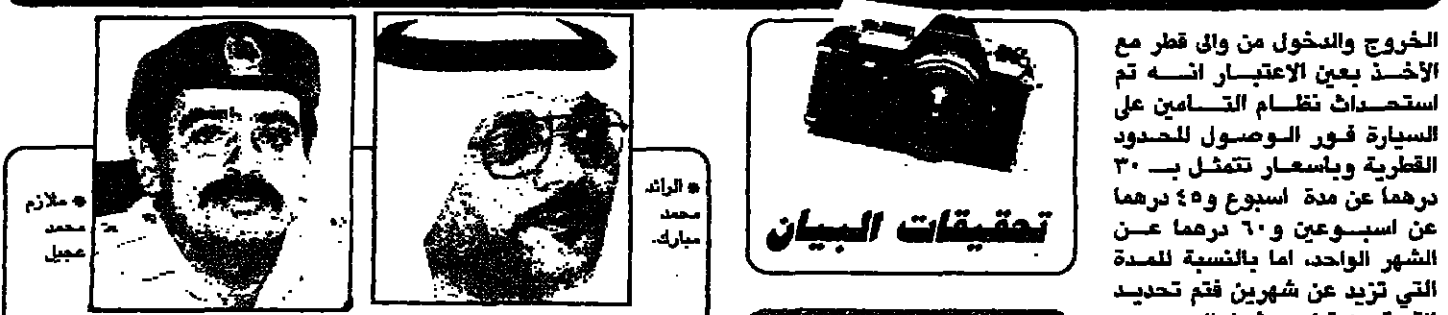 الخروج والدخول من والى قطر مع
الأخذ بعين الاعتبار انه تم
استحداث نظام التامين على
السيارة فور الوصول للحدود
القطرية وباسعار تتمثل بـ ٣٠
درهما عن مدة اسبوع و٤٥ درهما
عن اسبوعين و٦٠ درهما عن
الشهر الواحد، اما بالنسبة للمدة
التي تزيد عن شهرين فتم تحديد
تحقيقات البيان
* الرائد
محمد
مبارك.
* ملازم
محمد
عجيل